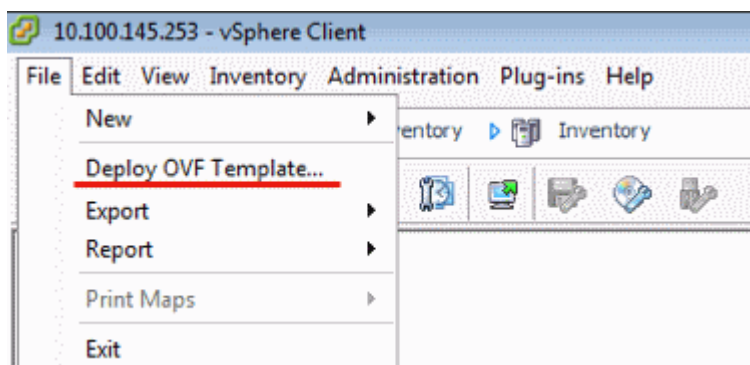 10.100.145.253 - vSphere Client
File Edit View Inventory Administration Plug-ins Help
New
entory Inventory
Deploy OVF Template...
Export
Report
Print Maps
Exit